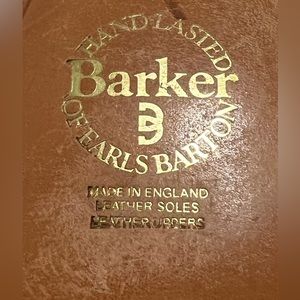 HAND-LASTED
Barker
OF EARLS BARTON
MADE IN ENGLAND
LEATHER SOLES
LEATHER UPPERS